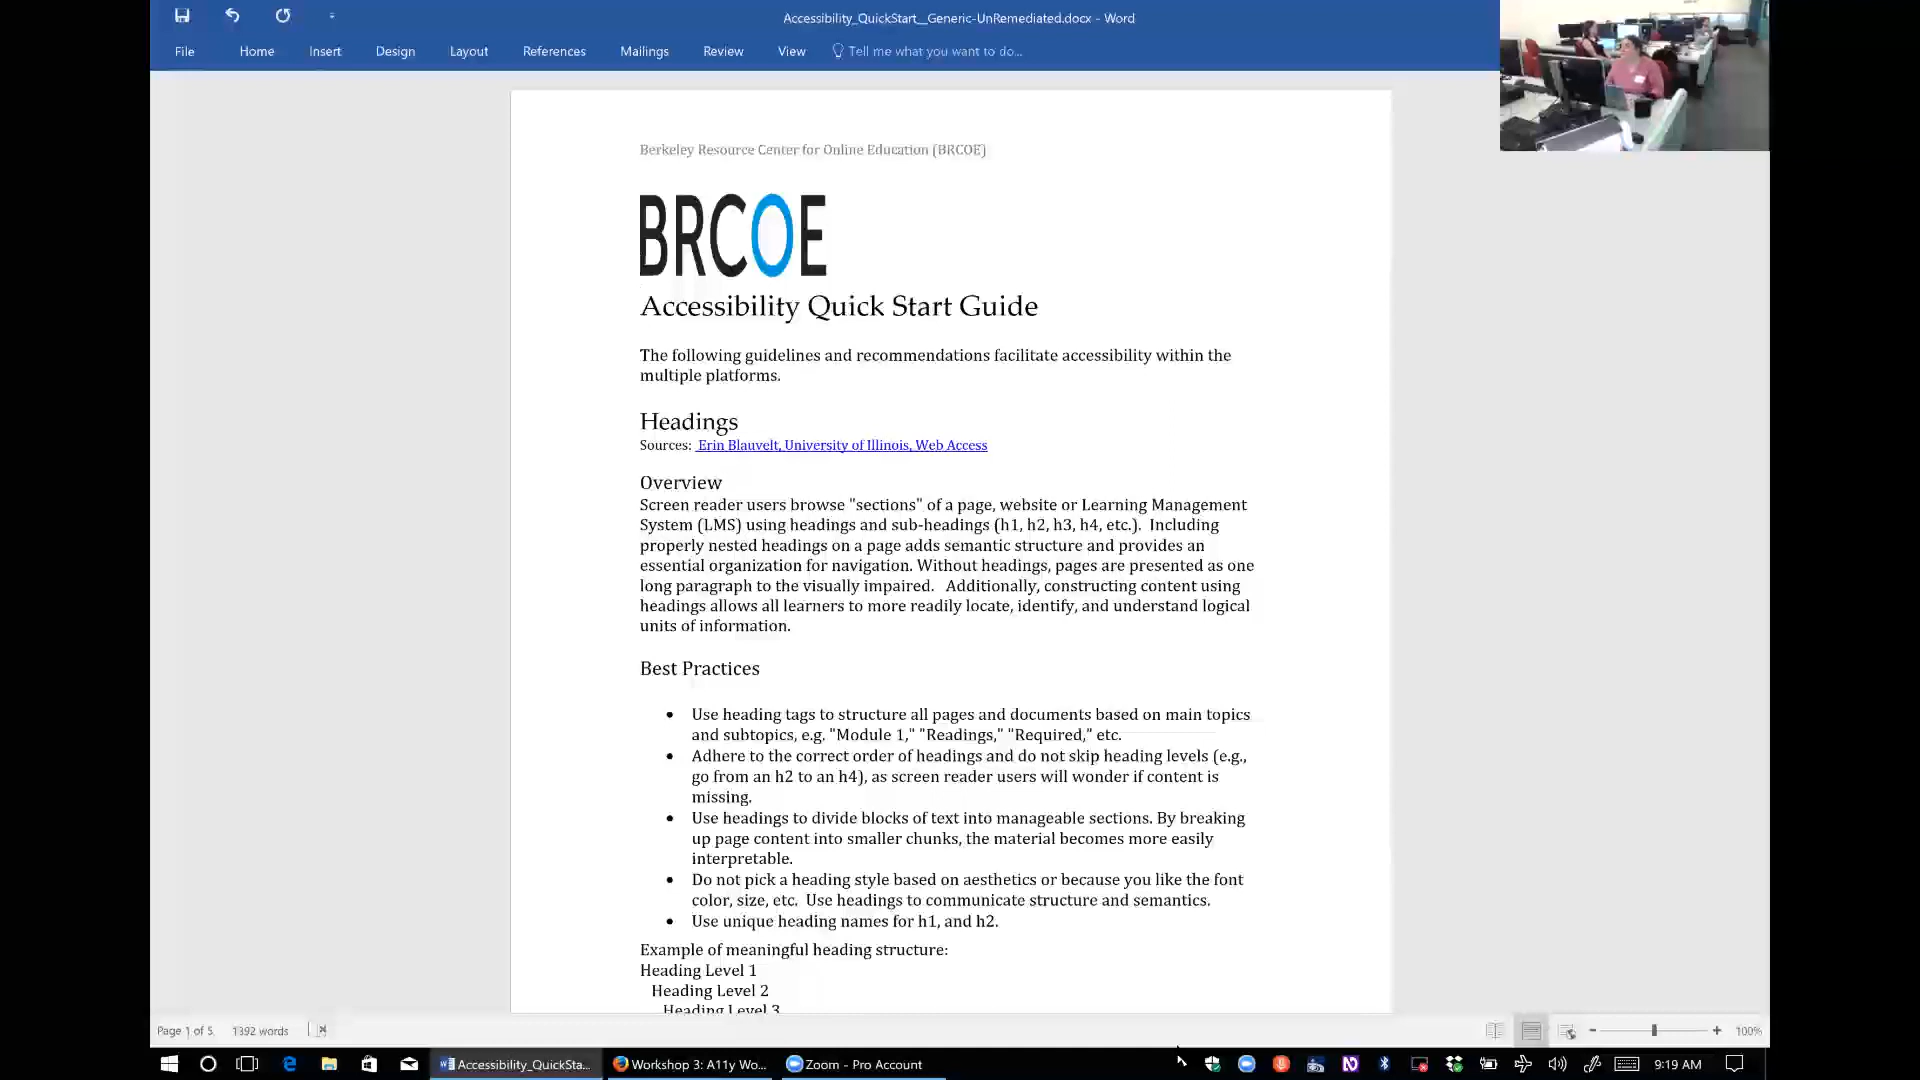 Accessibility_QuickStart__Generic-UnRemediated.docx - Word
File Home Insert Design Layout References Mailings Review View Tell me what you want to do...
Berkeley Resource Center for Online Education (BRCOE)
BRCOE
Accessibility Quick Start Guide
The following guidelines and recommendations facilitate accessibility within the
multiple platforms.
Headings
Sources:  Erin Blauvelt, University of Illinois, Web Access
Overview
Screen reader users browse "sections" of a page, website or Learning Management
System (LMS) using headings and sub-headings (h1, h2, h3, h4, etc.).  Including
properly nested headings on a page adds semantic structure and provides an
essential organization for navigation. Without headings, pages are presented as one
long paragraph to the visually impaired.   Additionally, constructing content using
headings allows all learners to more readily locate, identify, and understand logical
units of information.
Best Practices
• Use heading tags to structure all pages and documents based on main topics
and subtopics, e.g. "Module 1," "Readings," "Required," etc.
• Adhere to the correct order of headings and do not skip heading levels (e.g.,
go from an h2 to an h4), as screen reader users will wonder if content is
missing.
• Use headings to divide blocks of text into manageable sections. By breaking
up page content into smaller chunks, the material becomes more easily
interpretable.
• Do not pick a heading style based on aesthetics or because you like the font
color, size, etc.  Use headings to communicate structure and semantics.
• Use unique heading names for h1, and h2.
Example of meaningful heading structure:
Heading Level 1
Heading Level 2
Heading Level 3
Page 1 of 5 1392 words 100%
Accessibility_QuickSta... Workshop 3: A11y Wo... Zoom - Pro Account 9:19 AM